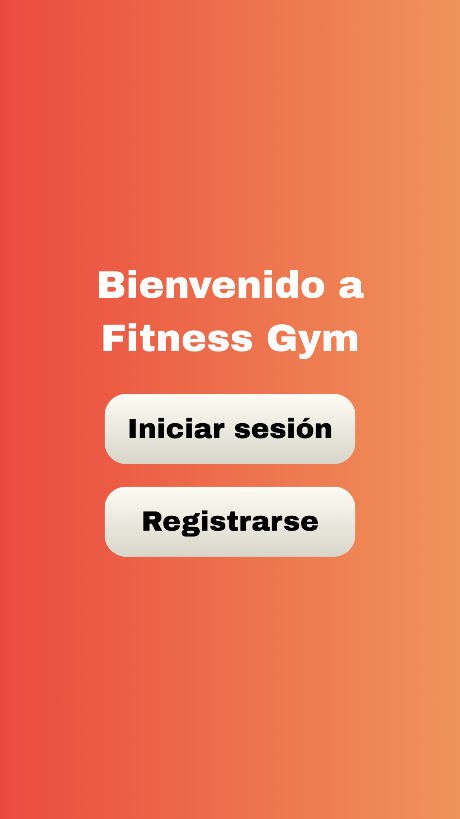 Bienvenido a
Fitness Gym
Iniciar sesión
Registrarse